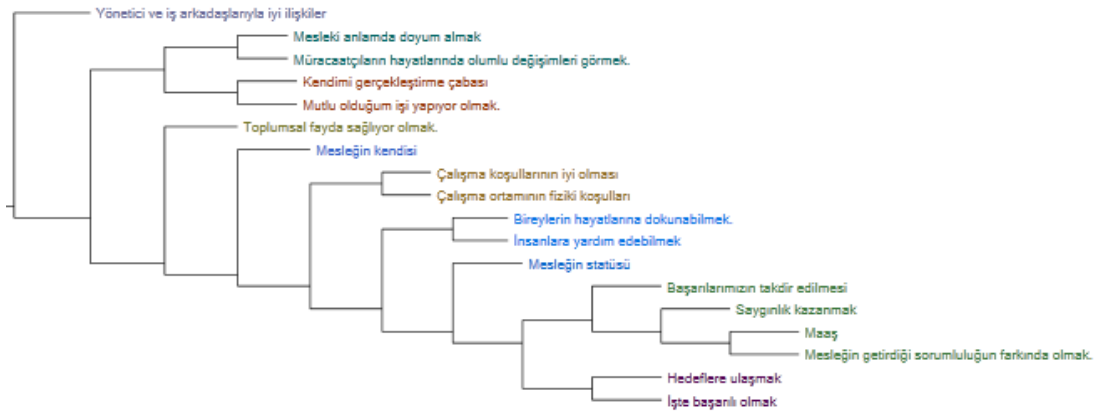 Yönetici ve iş arkadaşlarıyla iyi ilişkiler
Mesleki anlamda doyum almak
Müracaatçıların hayatlarında olumlu değişimleri görmek.
Kendimi gerçekleştirme çabası
Mutlu olduğum işi yapıyor olmak.
Toplumsal fayda sağlıyor olmak.
Mesleğin kendisi
Çalışma koşullarının iyi olması
Çalışma ortamının fiziki koşulları
Bireylerin hayatlarına dokunabilmek.
İnsanlara yardım edebilmek
Mesleğin statüsü
Başarılarımızın takdir edilmesi
Saygınlık kazanmak
Maaş
Mesleğin getirdiği sorumluluğun farkında olmak.
Hedeflere ulaşmak
İşte başarılı olmak